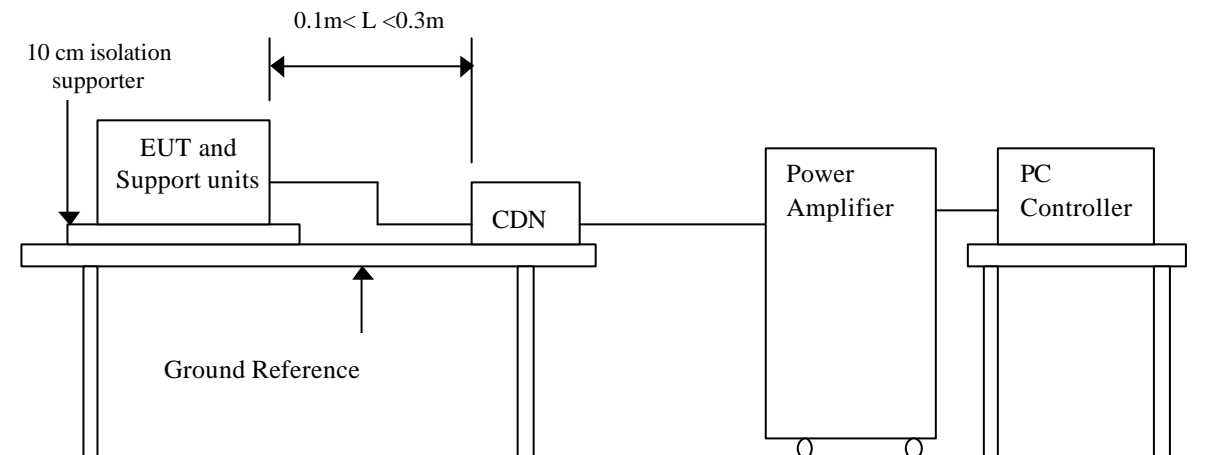 0.1m< L <0.3m
10 cm isolation
supporter
EUT and
Support units
CDN
Power
Amplifier
PC
Controller
Ground Reference